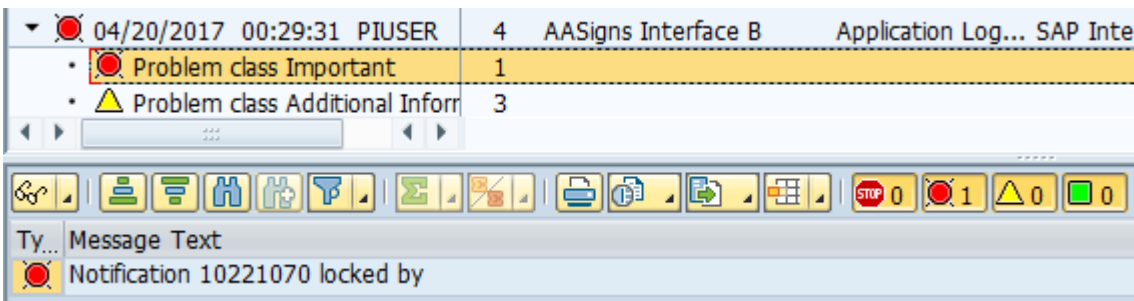 04/20/2017 00:29:31 PIUSER 4 AASigns Interface B Application Log... SAP Inte
Problem class Important 1
Problem class Additional Inforr 3
STOP 0 1 0 0
Ty... Message Text
Notification 10221070 locked by